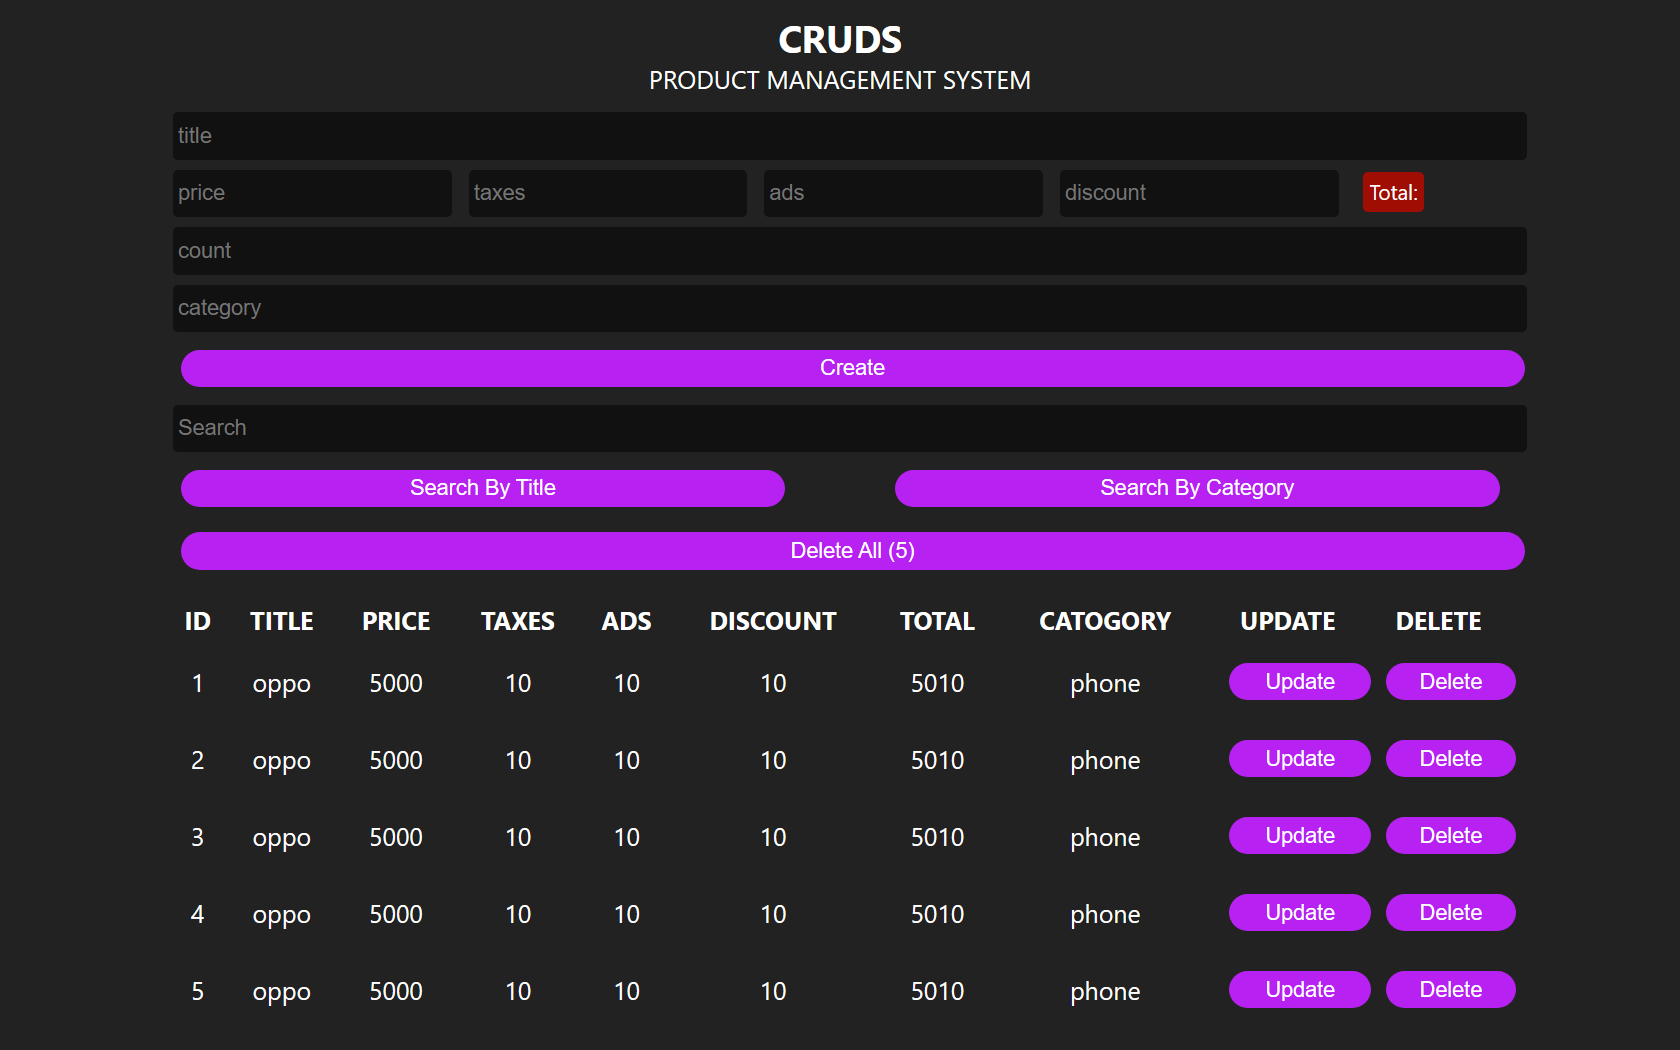 CRUDS
PRODUCT MANAGEMENT SYSTEM
title
price taxes ads discount Total:
count
category
Create
Search
Search By Title Search By Category
Delete All (5)
ID TITLE PRICE TAXES ADS DISCOUNT TOTAL CATOGORY UPDATE DELETE
1 oppo 5000 10 10 10 5010 phone Update Delete
2 oppo 5000 10 10 10 5010 phone Update Delete
3 oppo 5000 10 10 10 5010 phone Update Delete
4 oppo 5000 10 10 10 5010 phone Update Delete
5 oppo 5000 10 10 10 5010 phone Update Delete